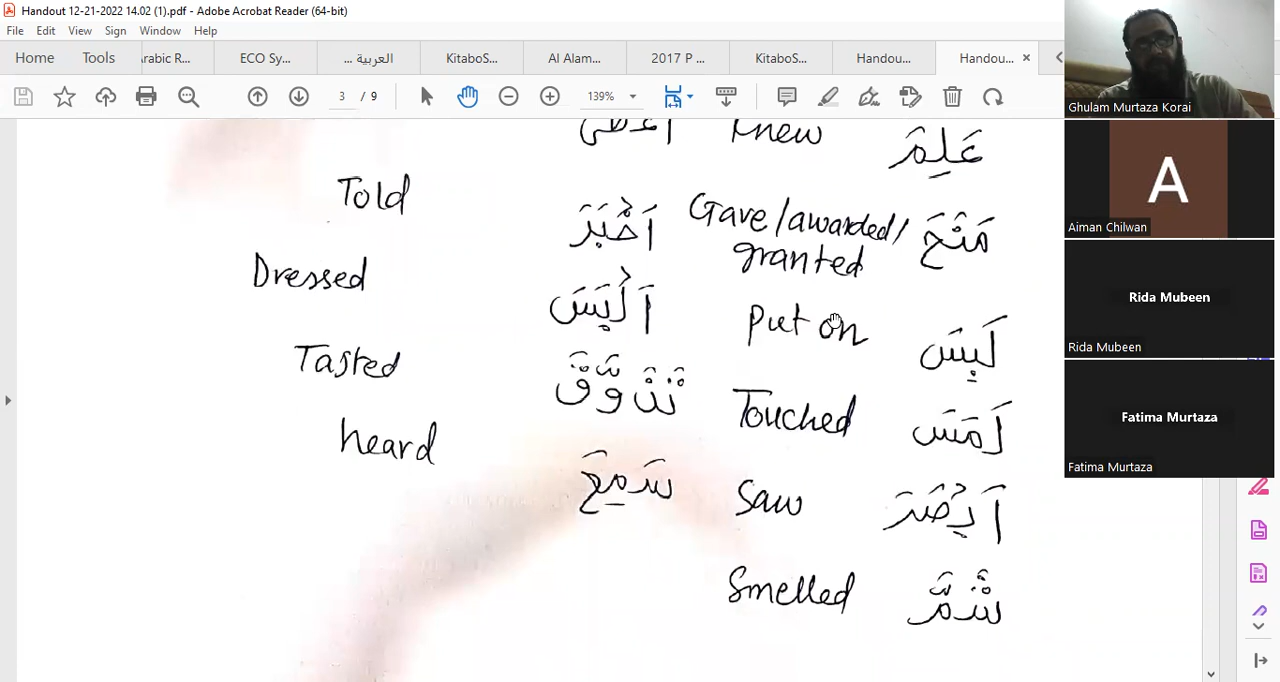 Handout 12-21-2022 14.02 (1).pdf - Adobe Acrobat Reader (64-bit)
File Edit View Sign Window Help
Home Tools Arabic R... ECO Sy... العربية ... KitaboS... Al Alam... 2017 P ... KitaboS... Handou... Handou... ×
3 / 9 139%
Knew عَلِمَ
Told اَخْبَرَ Gave/awarded/ مَنَحَ
granted
Dressed اَلْبَسَ Put on لَبِسَ
Tasted تَذَوَّقَ Touched لَمَسَ
heard سَمِعَ Saw اَبْصَرَ
Smelled شَمَّ
Ghulam Murtaza Korai
A
Aiman Chilwan
Rida Mubeen
Rida Mubeen
Fatima Murtaza
Fatima Murtaza